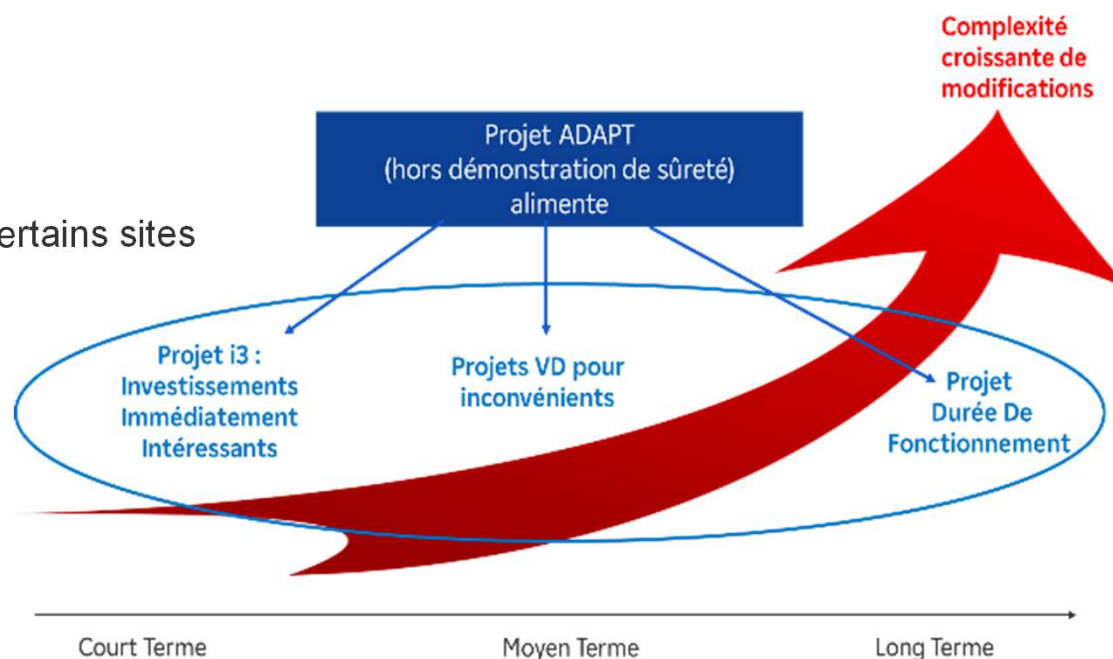 Complexité
croissante de
modifications
Projet ADAPT
(hors démonstration de sûreté)
alimente
ertains sites
Projet i3 :
Investissements
Immédiatement
Intéressants
Projets VD pour
inconvénients
Projet
Durée De
Fonctionnement
Court Terme
Moyen Terme
Long Terme